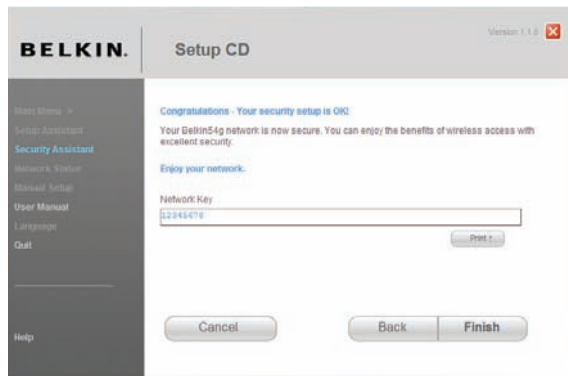 BELKIN.
Setup CD
Version 1.1.0
Main Menu >
Setup Assistant
Security Assistant
Network Status
Manual Setup
User Manual
Language
Quit
Help
Congratulations - Your security setup is OK!
Your Belkin54g network is now secure. You can enjoy the benefits of wireless access with
excellent security.
Enjoy your network.
Network Key
12345678
Print
Cancel
Back
Finish